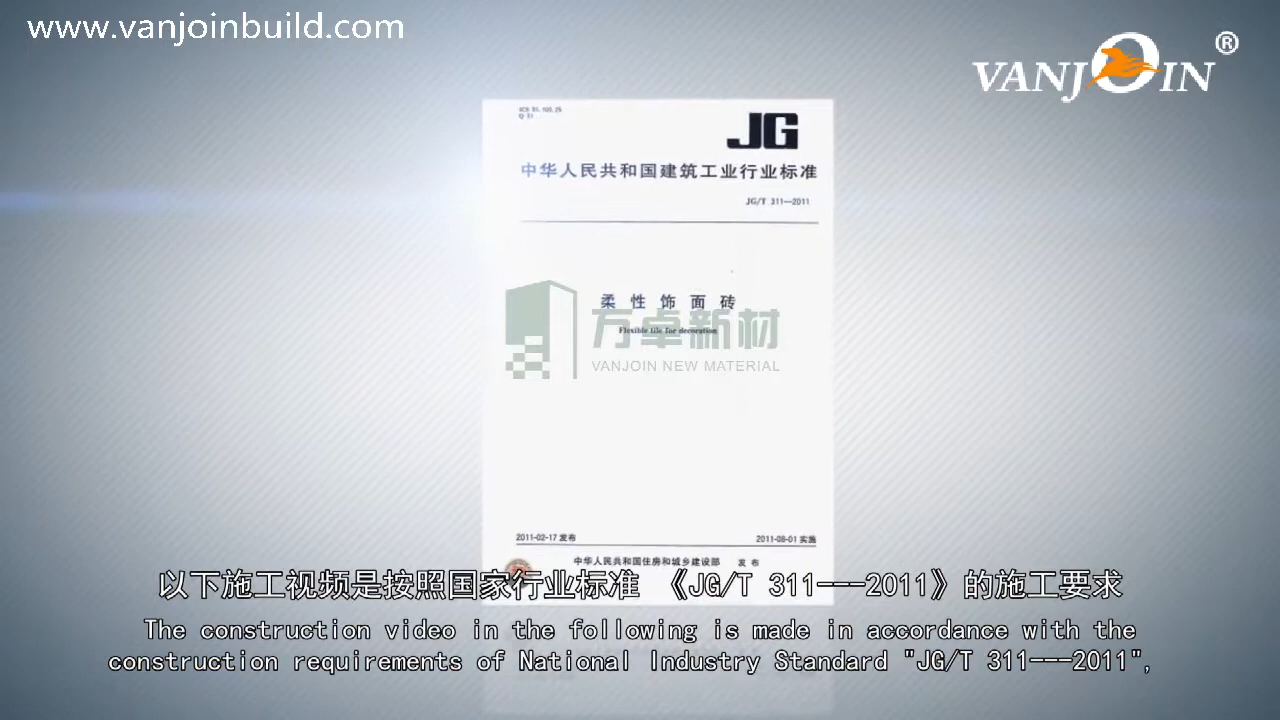 www.vanjoinbuild.com
VANJOIN®
JG
中华人民共和国建筑工业行业标准
JG/T 311—2011
柔性饰面砖
Flexible tile for decoration
方卓新材
VANJOIN NEW MATERIAL
2011-02-17 发布
2011-08-01 实施
中华人民共和国住房和城乡建设部 发布
以下施工视频是按照国家行业标准 《JG/T 311---2011》的施工要求
The construction video in the following is made in accordance with the
construction requirements of National Industry Standard "JG/T 311---2011",